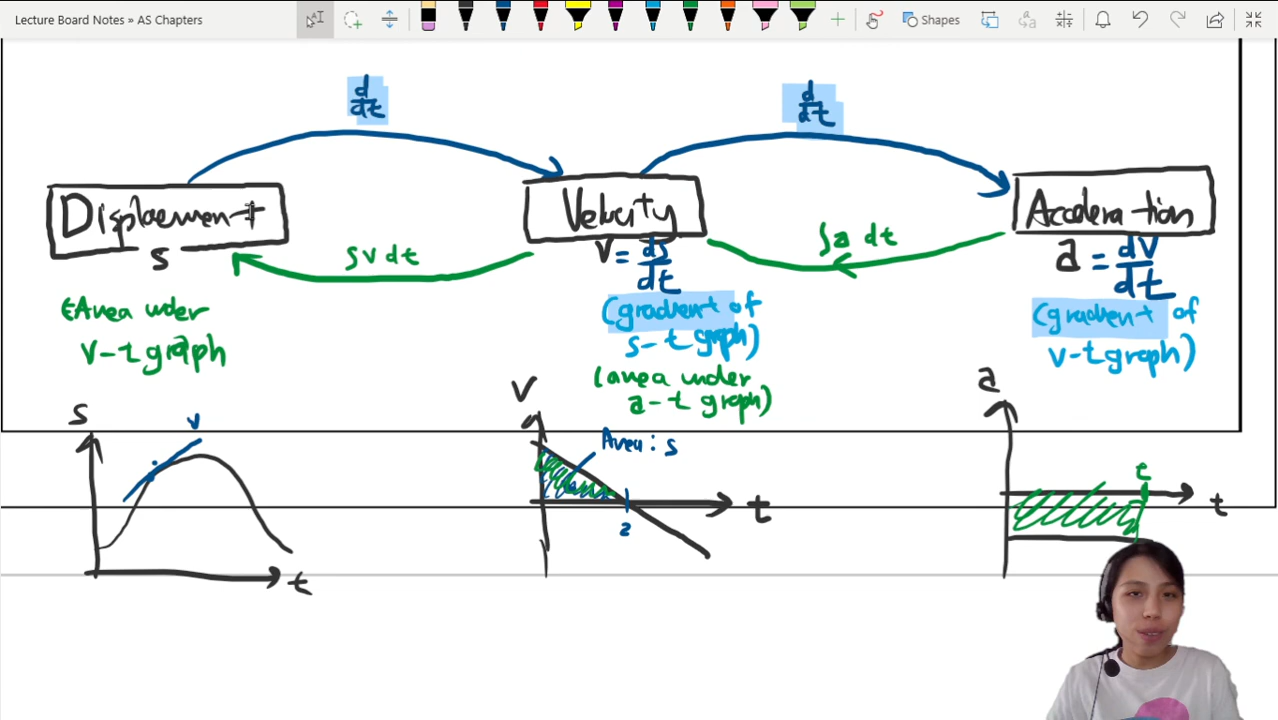 Lecture Board Notes » AS Chapters
Shapes
d/dt
d/dt
Displacement
Velocity
Acceleration
s
∫v dt
v = ds/dt
∫a dt
a = dv/dt
(Area under
v-t graph
(gradient of
s-t graph)
(area under
a-t graph)
(gradient of
v-t graph)
s
v
t
v
Area: s
2
t
a
t
t